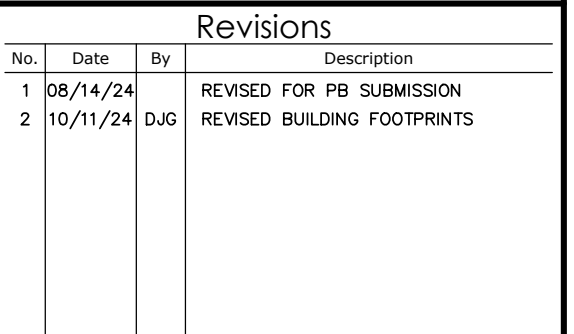 Revisions
No. Date By Description
1 08/14/24 REVISED FOR PB SUBMISSION
2 10/11/24 DJG REVISED BUILDING FOOTPRINTS